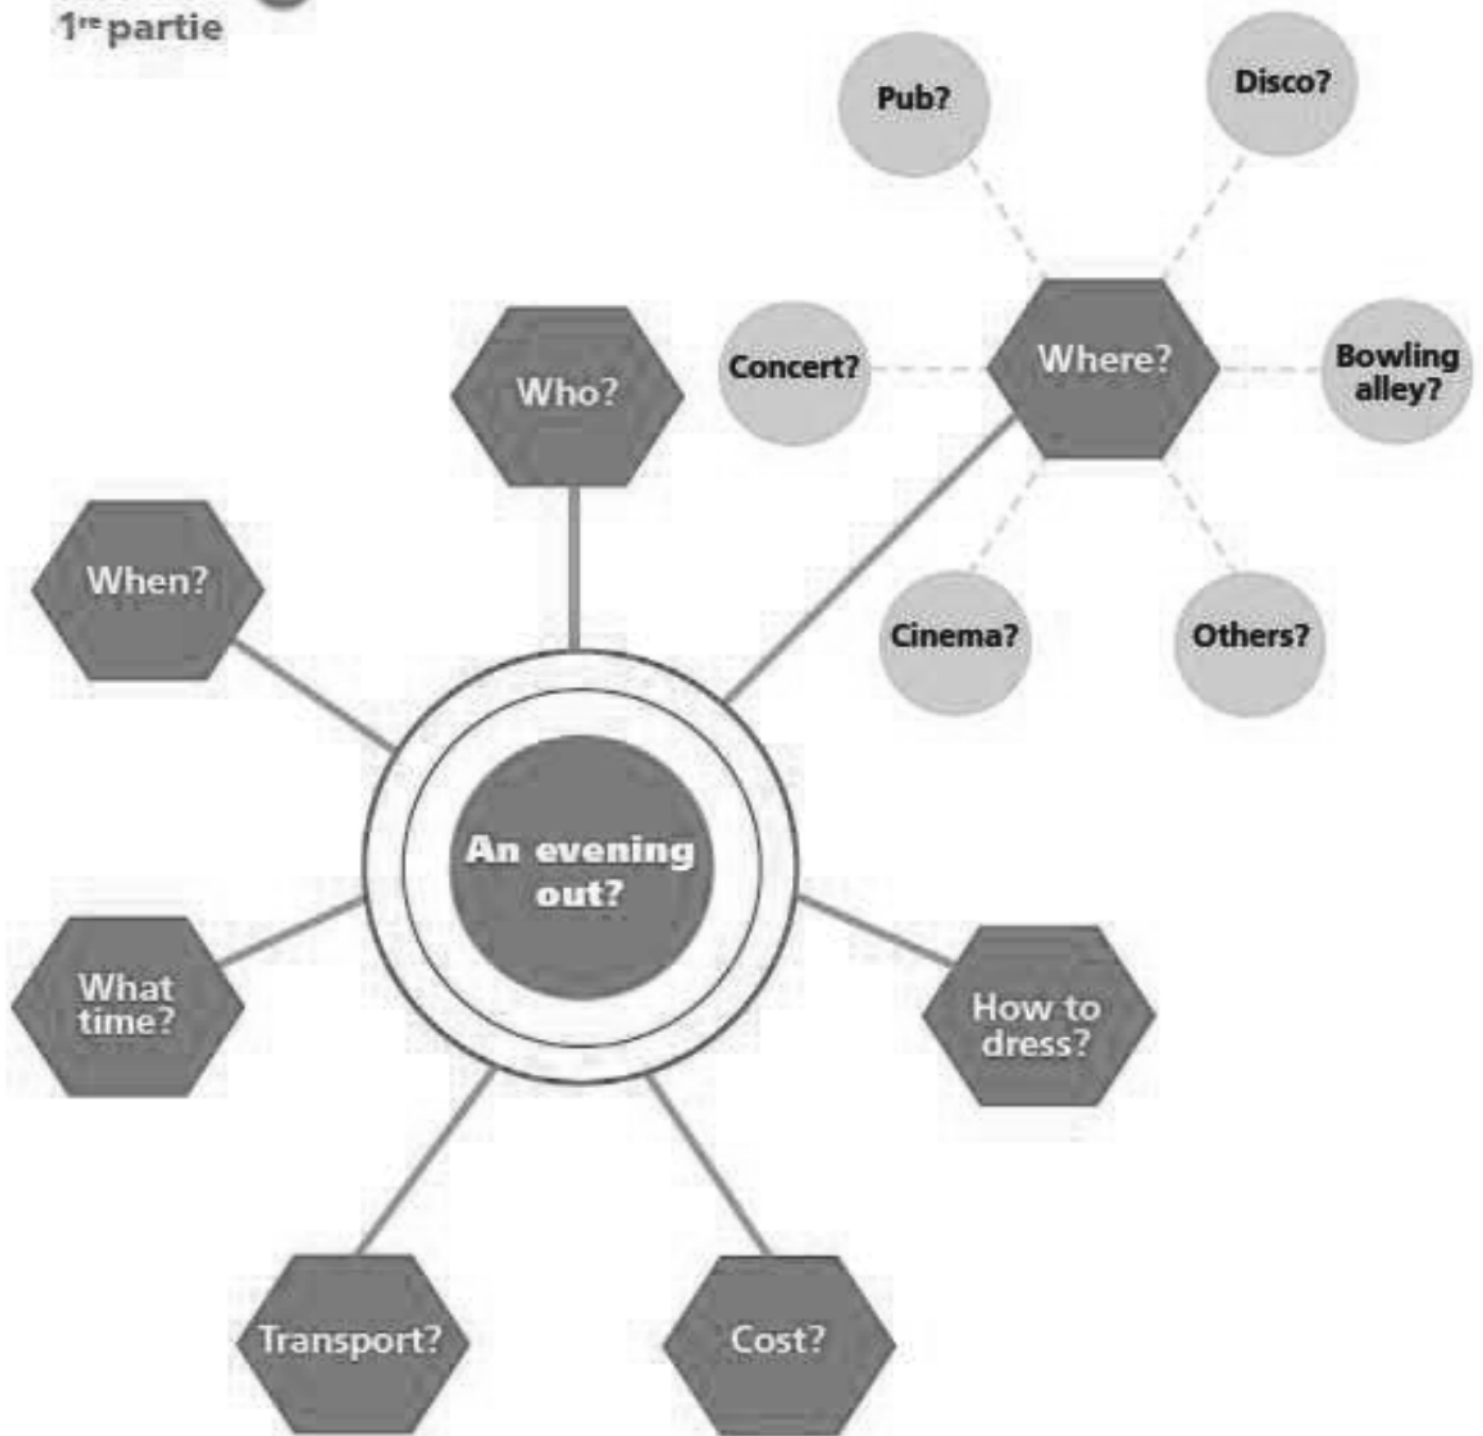 1re partie
Pub?
Disco?
Concert?
Where?
Bowling
alley?
Who?
When?
Cinema?
Others?
An evening
out?
What
time?
How to
dress?
Transport?
Cost?